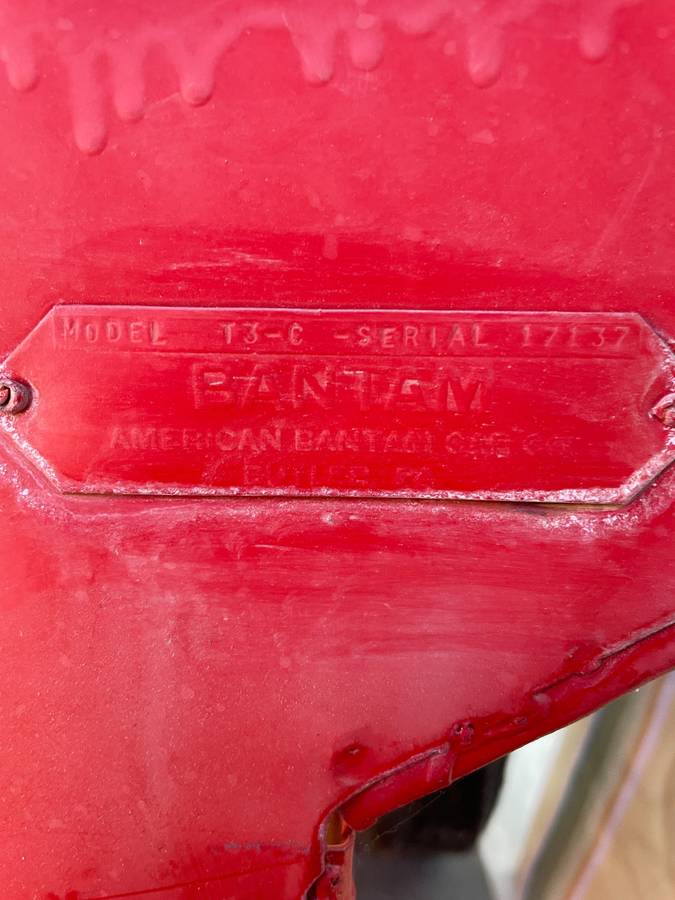 MODEL T3-C -SERIAL 17137
BANTAM
AMERICAN BANTAM CAR CO.
BUTLER PA.